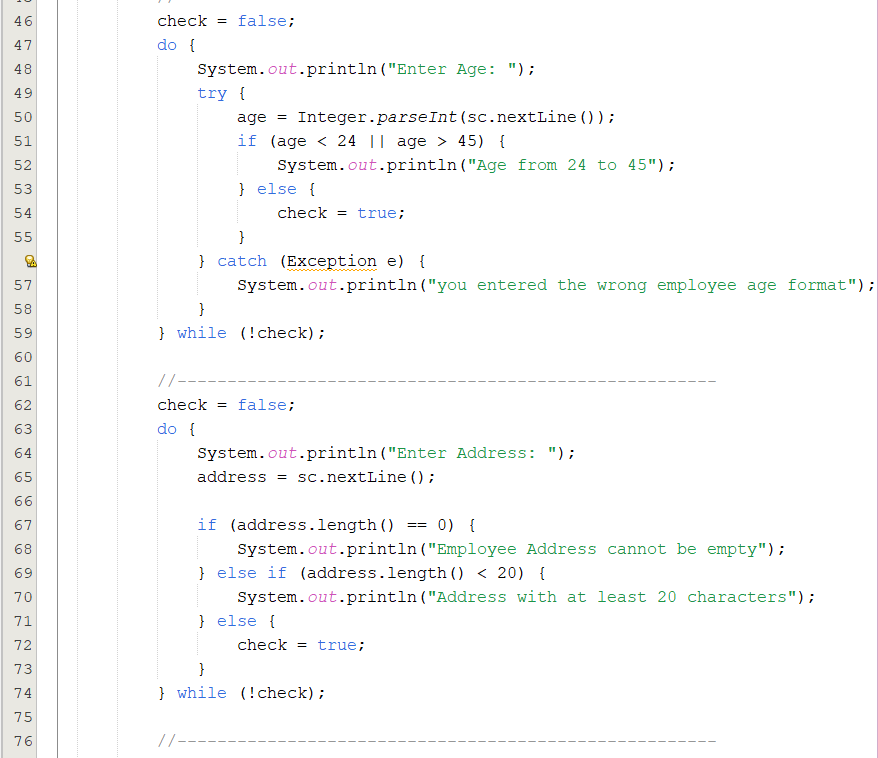 46 check = false;
47 do {
48 System.out.println("Enter Age: ");
49 try {
50 age = Integer.parseInt(sc.nextLine());
51 if (age < 24 || age > 45) {
52 System.out.println("Age from 24 to 45");
53 } else {
54 check = true;
55 }
} catch (Exception e) {
57 System.out.println("you entered the wrong employee age format");
58 }
59 } while (!check);
60
61 //------------------------------------------------------
62 check = false;
63 do {
64 System.out.println("Enter Address: ");
65 address = sc.nextLine();
66
67 if (address.length() == 0) {
68 System.out.println("Employee Address cannot be empty");
69 } else if (address.length() < 20) {
70 System.out.println("Address with at least 20 characters");
71 } else {
72 check = true;
73 }
74 } while (!check);
75
76 //------------------------------------------------------